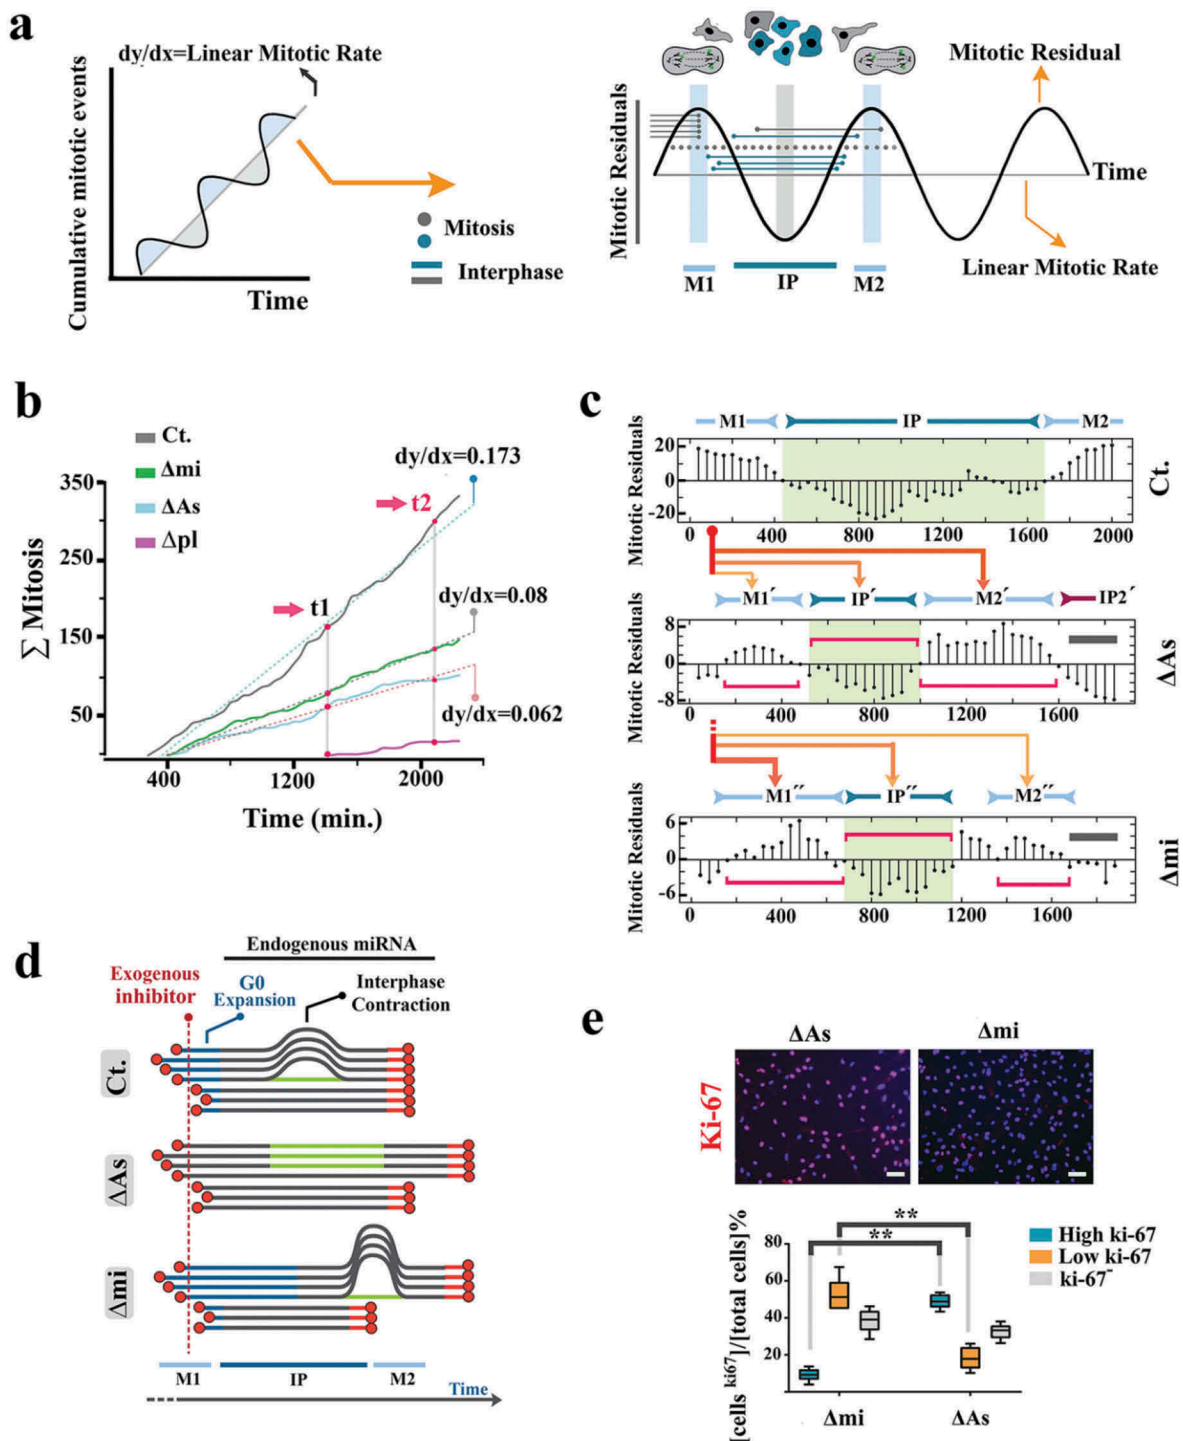 a
dy/dx=Linear Mitotic Rate
Cumulative mitotic events
Time
Mitosis
Interphase
Mitotic Residuals
Mitotic Residual
Time
Linear Mitotic Rate
M1
IP
M2
b
Ct.
Δmi
ΔAs
Δpl
∑ Mitosis
350
250
150
50
dy/dx=0.173
t2
t1
dy/dx=0.08
dy/dx=0.062
400
1200
2000
Time (min.)
c
M1
IP
M2
Mitotic Residuals
20
0
-20
0
400
800
1200
1600
2000
Ct.
M1´
IP´
M2´
IP2´
Mitotic Residuals
8
0
-8
0
400
800
1200
1600
ΔAs
M1´´
IP´´
M2´´
Mitotic Residuals
6
0
-6
0
400
800
1200
1600
Δmi
d
Endogenous miRNA
Exogenous
inhibitor
G0
Expansion
Interphase
Contraction
Ct.
ΔAs
Δmi
M1
IP
M2
Time
e
ΔAs
Δmi
Ki-67
[cells ki67]/[total cells]%
80
60
40
20
**
**
High ki-67
Low ki-67
ki-67-
Δmi
ΔAs